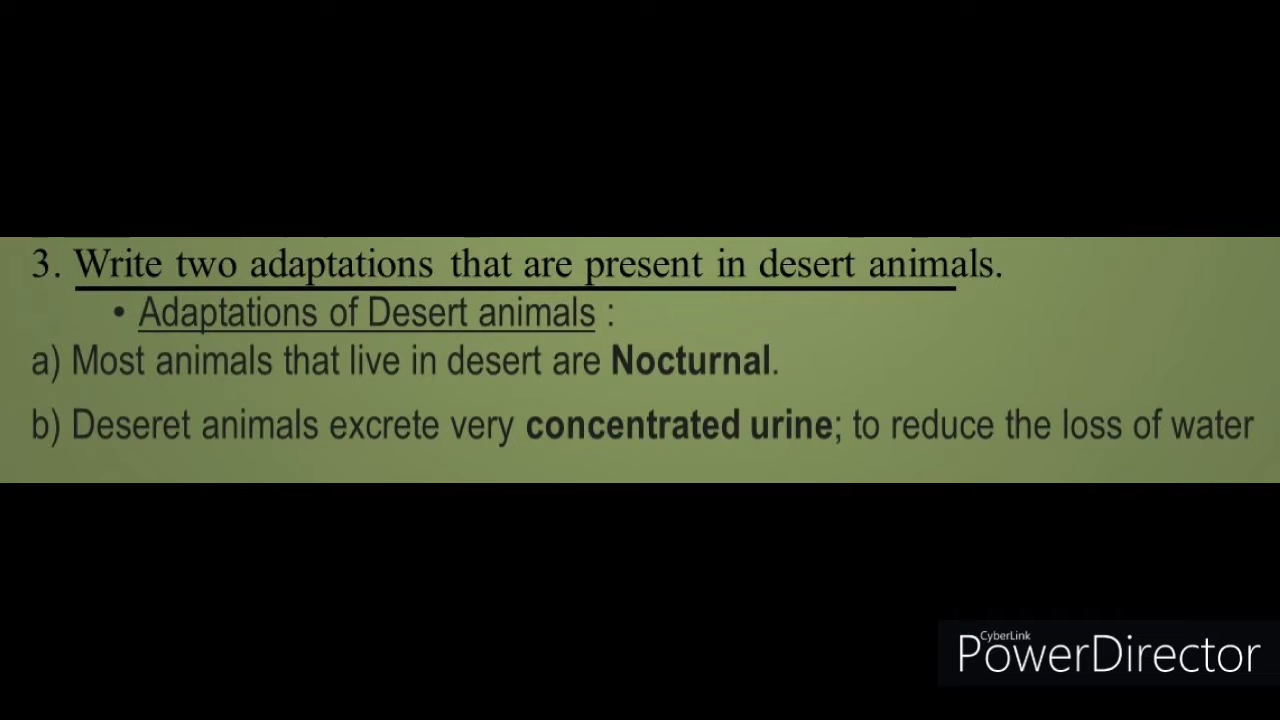 3. Write two adaptations that are present in desert animals.
• Adaptations of Desert animals :
a) Most animals that live in desert are Nocturnal.
b) Deseret animals excrete very concentrated urine; to reduce the loss of water
CyberLink
PowerDirector